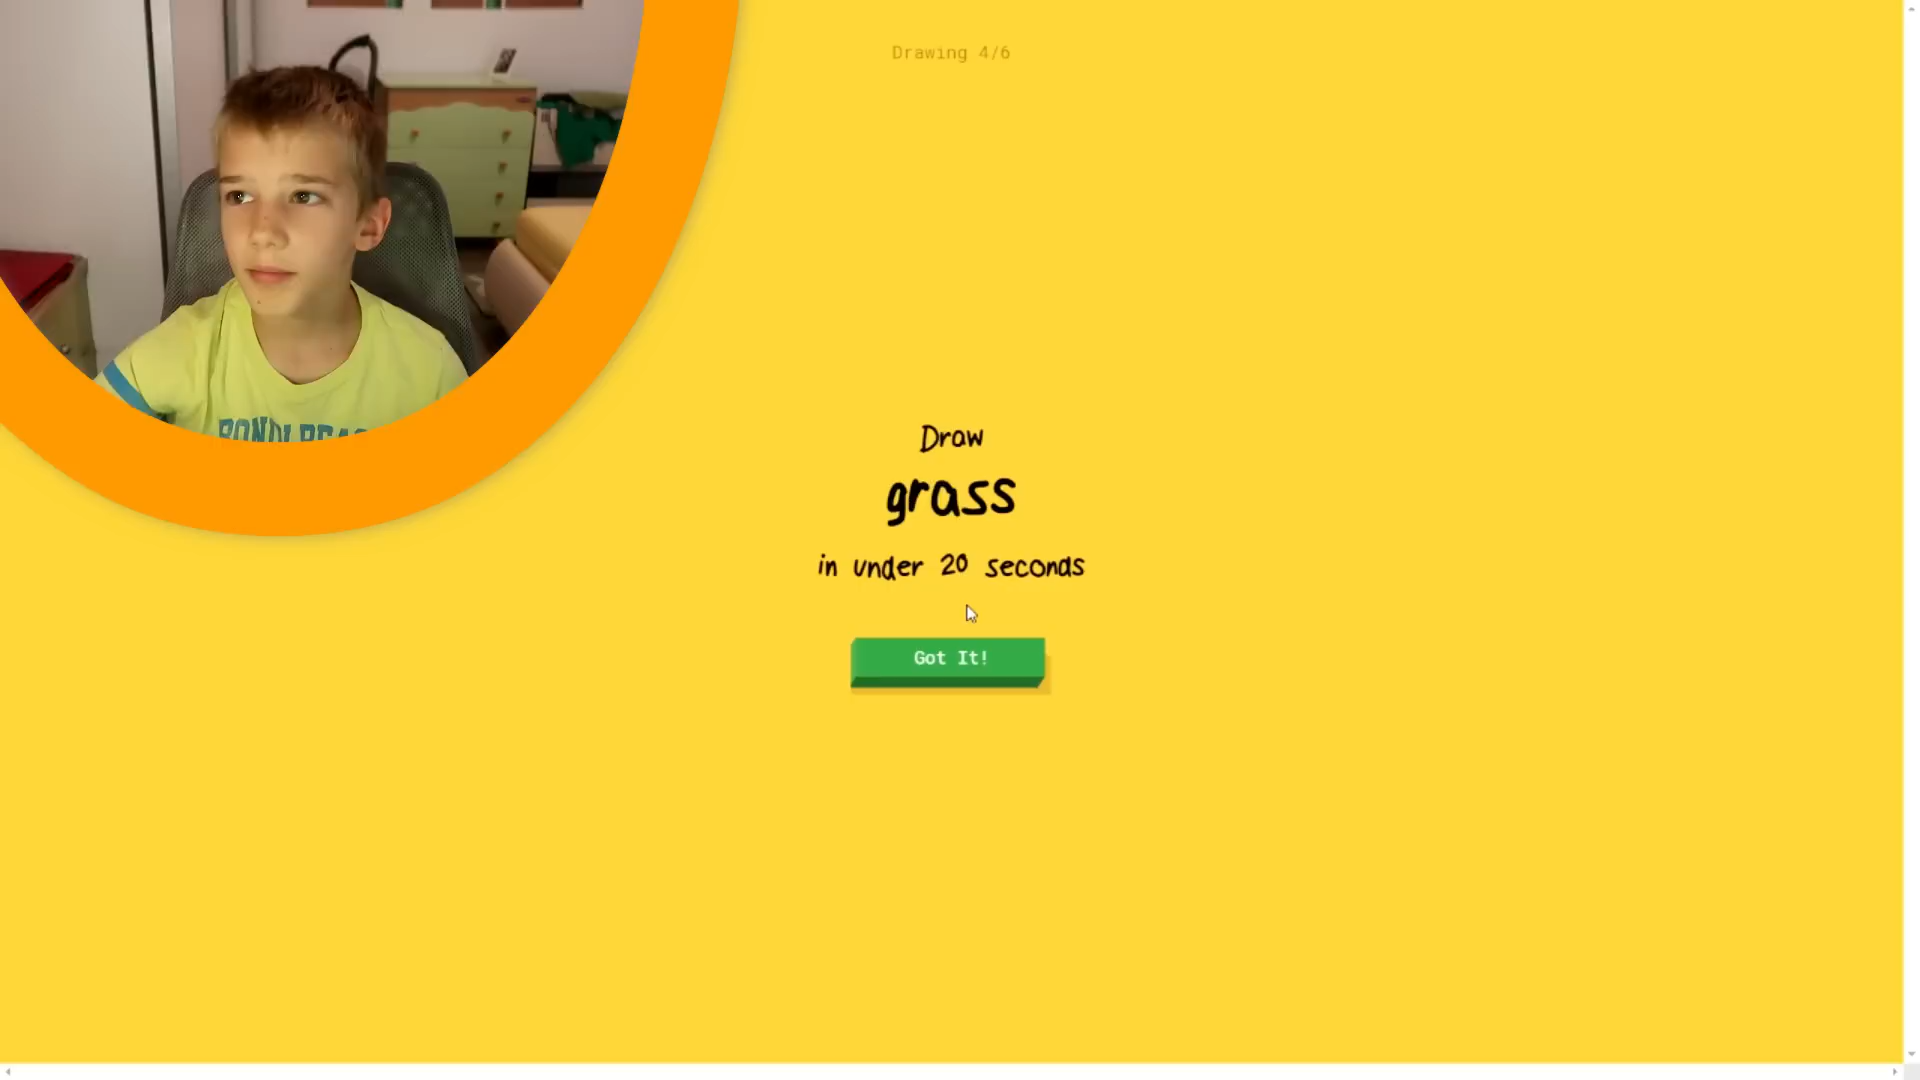 Drawing 4/6
Draw
grass
in under 20 seconds
Got It!